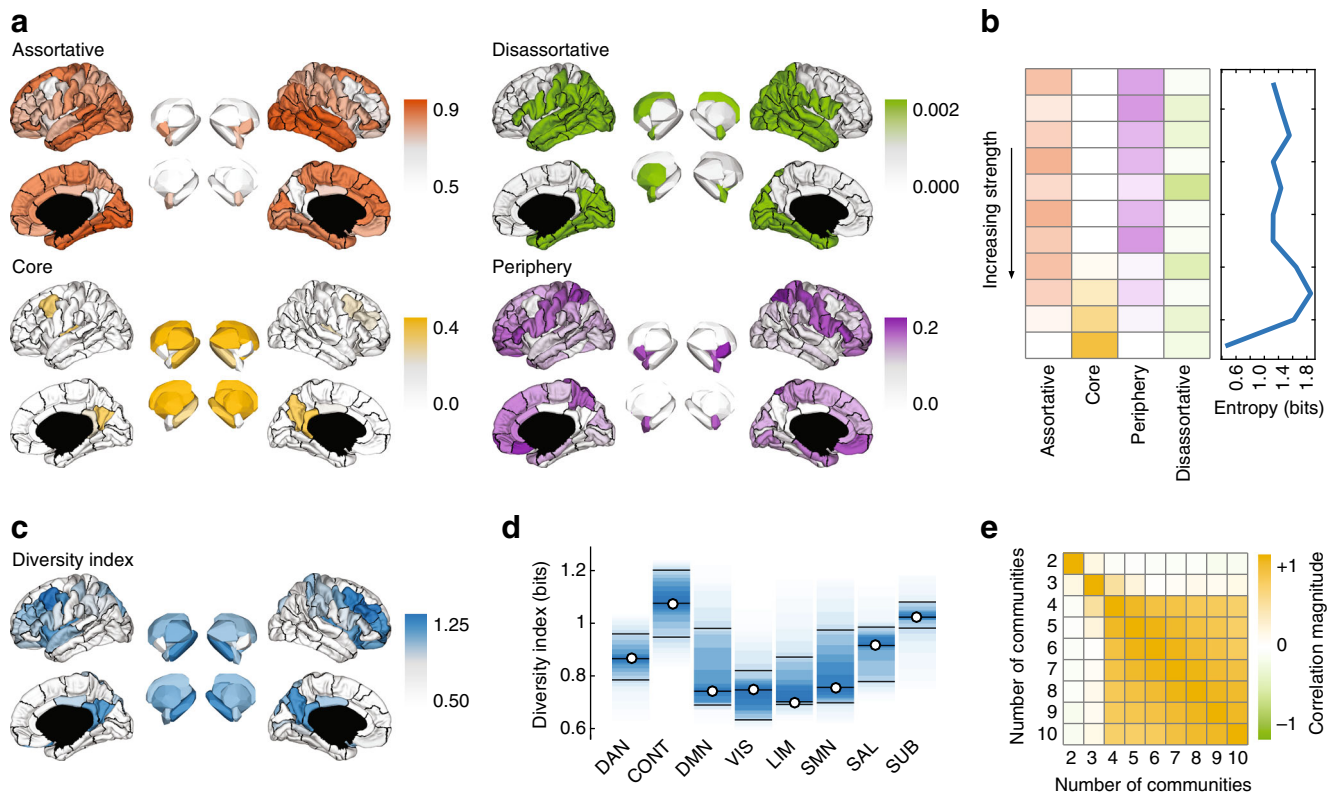 a
Assortative
0.9
0.5
Disassortative
0.002
0.000
Core
0.4
0.0
Periphery
0.2
0.0
b
Increasing strength
Assortative
Core
Periphery
Disassortative
0.6
1.0
1.4
1.8
Entropy (bits)
c
Diversity index
1.25
0.50
d
Diversity index (bits)
1.2
1
0.8
0.6
DAN
CONT
DMN
VIS
LIM
SMN
SAL
SUB
e
Number of communities
2
3
4
5
6
7
8
9
10
2 3 4 5 6 7 8 9 10
Number of communities
+1
0
−1
Correlation magnitude